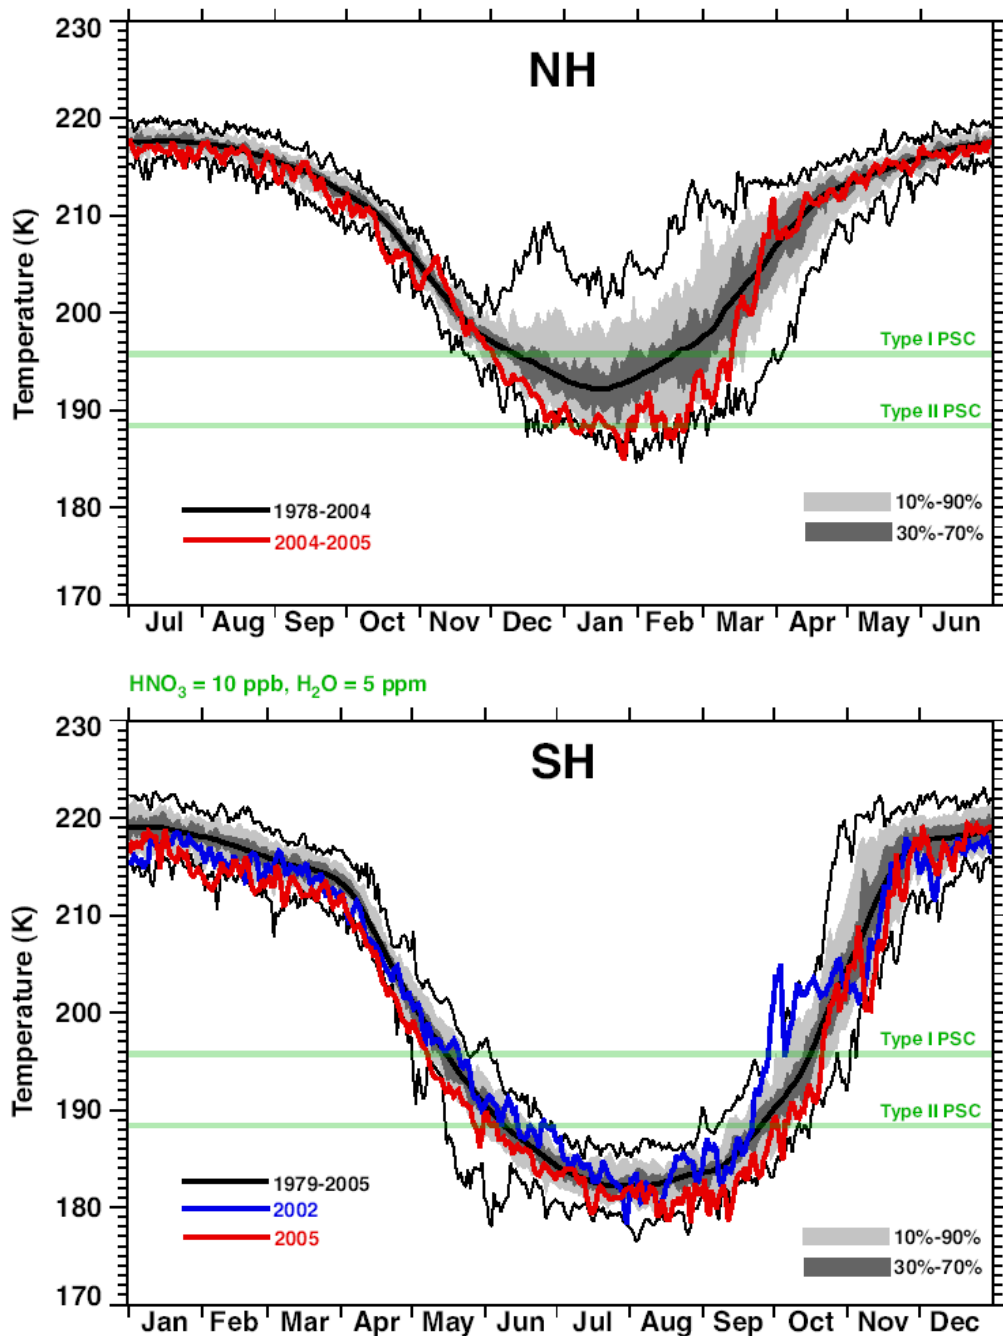 NH
230
220
210
200
190
180
170
Temperature (K)
Type I PSC
Type II PSC
1978-2004
2004-2005
10%-90%
30%-70%
Jul Aug Sep Oct Nov Dec Jan Feb Mar Apr May Jun
HNO₃ = 10 ppb, H₂O = 5 ppm
SH
230
220
210
200
190
180
170
Temperature (K)
Type I PSC
Type II PSC
1979-2005
2002
2005
10%-90%
30%-70%
Jan Feb Mar Apr May Jun Jul Aug Sep Oct Nov Dec